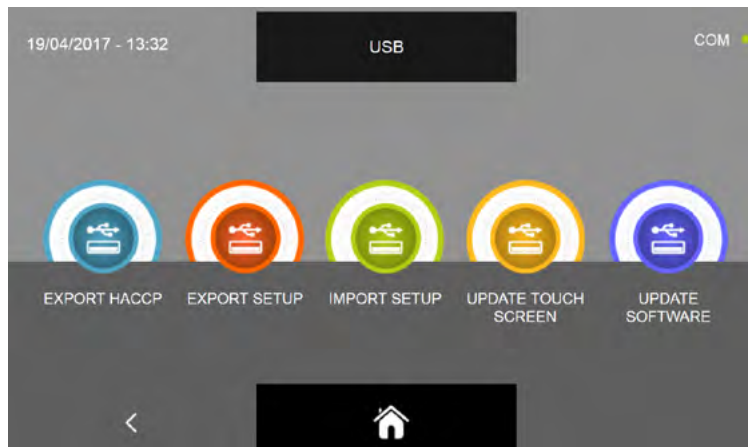 19/04/2017 - 13:32
USB
COM
EXPORT HACCP
EXPORT SETUP
IMPORT SETUP
UPDATE TOUCH
SCREEN
UPDATE
SOFTWARE